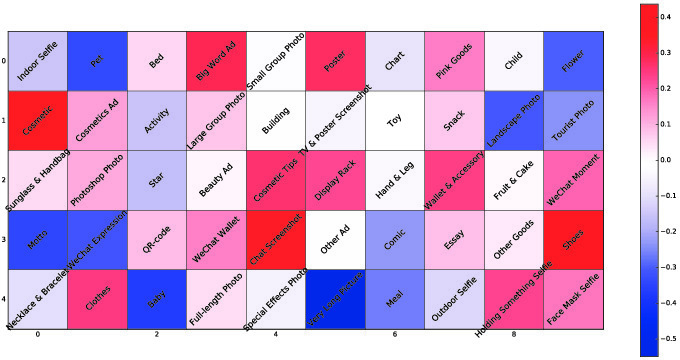 0 Indoor Selfie Pet Bed Big Word Ad Small Group Photo Poster Chart Pink Goods Child Flower
1 Cosmetic Cosmetics Ad Activity Large Group Photo Building TV & Poster Screenshot Toy Snack Landscape Photo Tourist Photo
2 Sunglass & Handbag Photoshop Photo Star Beauty Ad Cosmetic Tips Display Rack Hand & Leg Wallet & Accessory Fruit & Cake WeChat Moment
3 Motto WeChat Expression QR-code WeChat Wallet Chat Screenshot Other Ad Comic Essay Other Goods Shoes
4 Necklace & Bracelet Clothes Baby Full-length Photo Special Effects Photo Meal Outdoor Selfie Holding Something Selfie Face Mask Selfie
0 2 4 6 8
0.4
0.3
0.2
0.1
0.0
−0.1
−0.2
−0.3
−0.4
−0.5